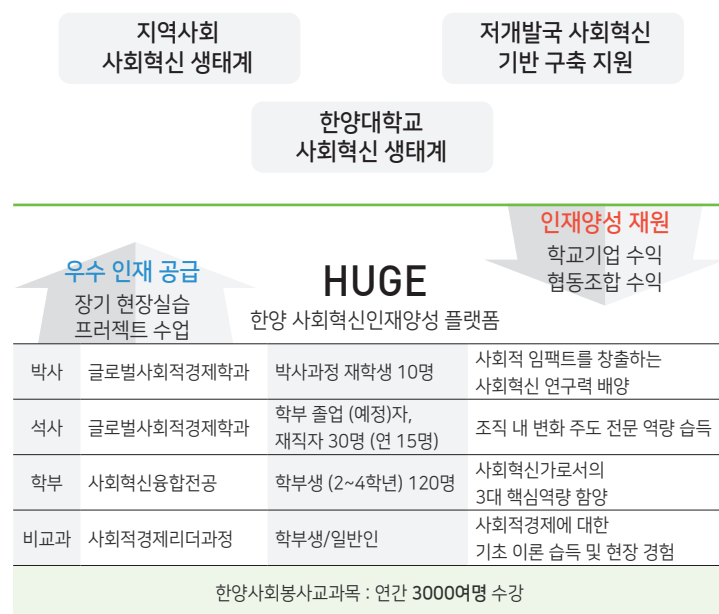 지역사회
사회혁신 생태계
저개발국 사회혁신
기반 구축 지원
한양대학교
사회혁신 생태계
우수 인재 공급
장기 현장실습
프러젝트 수업
HUGE
한양 사회혁신인재양성 플랫폼
인재양성 재원
학교기업 수익
협동조합 수익
박사 글로벌사회적경제학과 박사과정 재학생 10명 사회적 임팩트를 창출하는
사회혁신 연구력 배양
석사 글로벌사회적경제학과 학부 졸업 (예정)자,
재직자 30명 (연 15명) 조직 내 변화 주도 전문 역량 습득
학부 사회혁신융합전공 학부생 (2~4학년) 120명 사회혁신가로서의
3대 핵심역량 함양
비교과 사회적경제리더과정 학부생/일반인 사회적경제에 대한
기초 이론 습득 및 현장 경험
한양사회봉사교과목 : 연간 3000여명 수강